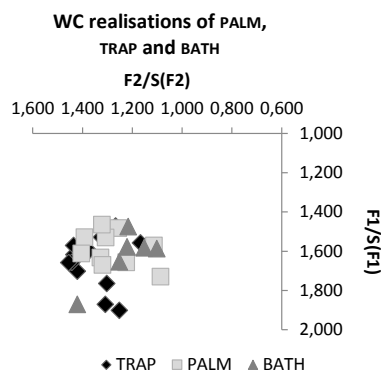 WC realisations of PALM,
TRAP and BATH
F2/S(F2)
1,600 1,400 1,200 1,000 0,800 0,600
1,000
1,200
1,400
1,600
1,800
2,000
F1/S(F1)
TRAP PALM BATH